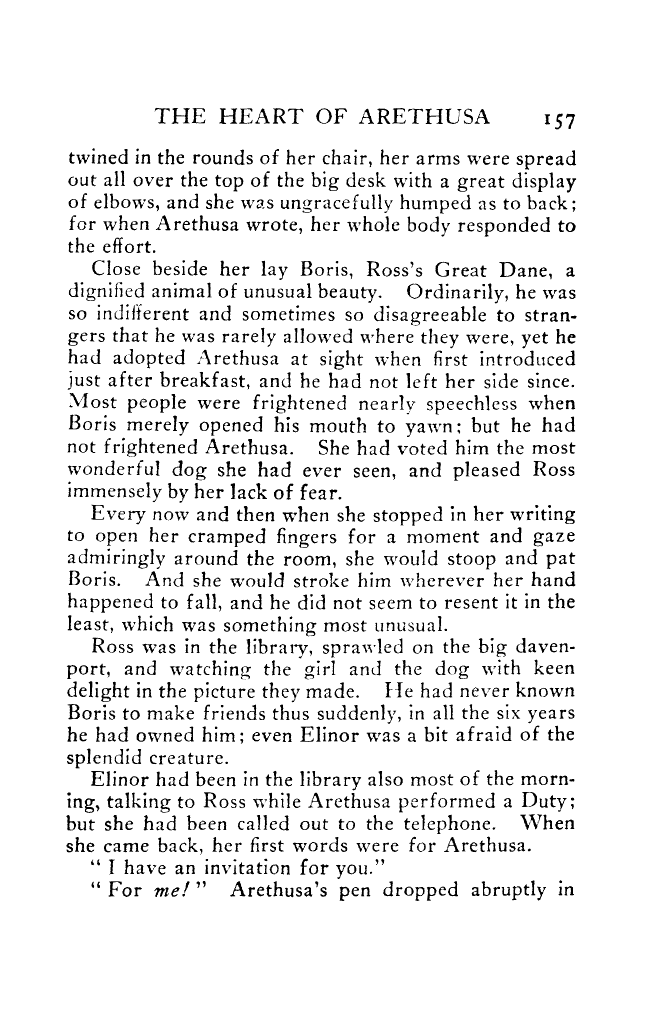 THE HEART OF ARETHUSA 157
twined in the rounds of her chair, her arms were spread
out all over the top of the big desk with a great display
of elbows, and she was ungracefully humped as to back;
for when Arethusa wrote, her whole body responded to
the effort.
Close beside her lay Boris, Ross's Great Dane, a
dignified animal of unusual beauty. Ordinarily, he was
so indifferent and sometimes so disagreeable to stran-
gers that he was rarely allowed where they were, yet he
had adopted Arethusa at sight when first introduced
just after breakfast, and he had not left her side since.
Most people were frightened nearly speechless when
Boris merely opened his mouth to yawn; but he had
not frightened Arethusa. She had voted him the most
wonderful dog she had ever seen, and pleased Ross
immensely by her lack of fear.
Every now and then when she stopped in her writing
to open her cramped fingers for a moment and gaze
admiringly around the room, she would stoop and pat
Boris. And she would stroke him wherever her hand
happened to fall, and he did not seem to resent it in the
least, which was something most unusual.
Ross was in the library, sprawled on the big daven-
port, and watching the girl and the dog with keen
delight in the picture they made. He had never known
Boris to make friends thus suddenly, in all the six years
he had owned him; even Elinor was a bit afraid of the
splendid creature.
Elinor had been in the library also most of the morn-
ing, talking to Ross while Arethusa performed a Duty;
but she had been called out to the telephone. When
she came back, her first words were for Arethusa.
"I have an invitation for you."
"For me!" Arethusa's pen dropped abruptly in